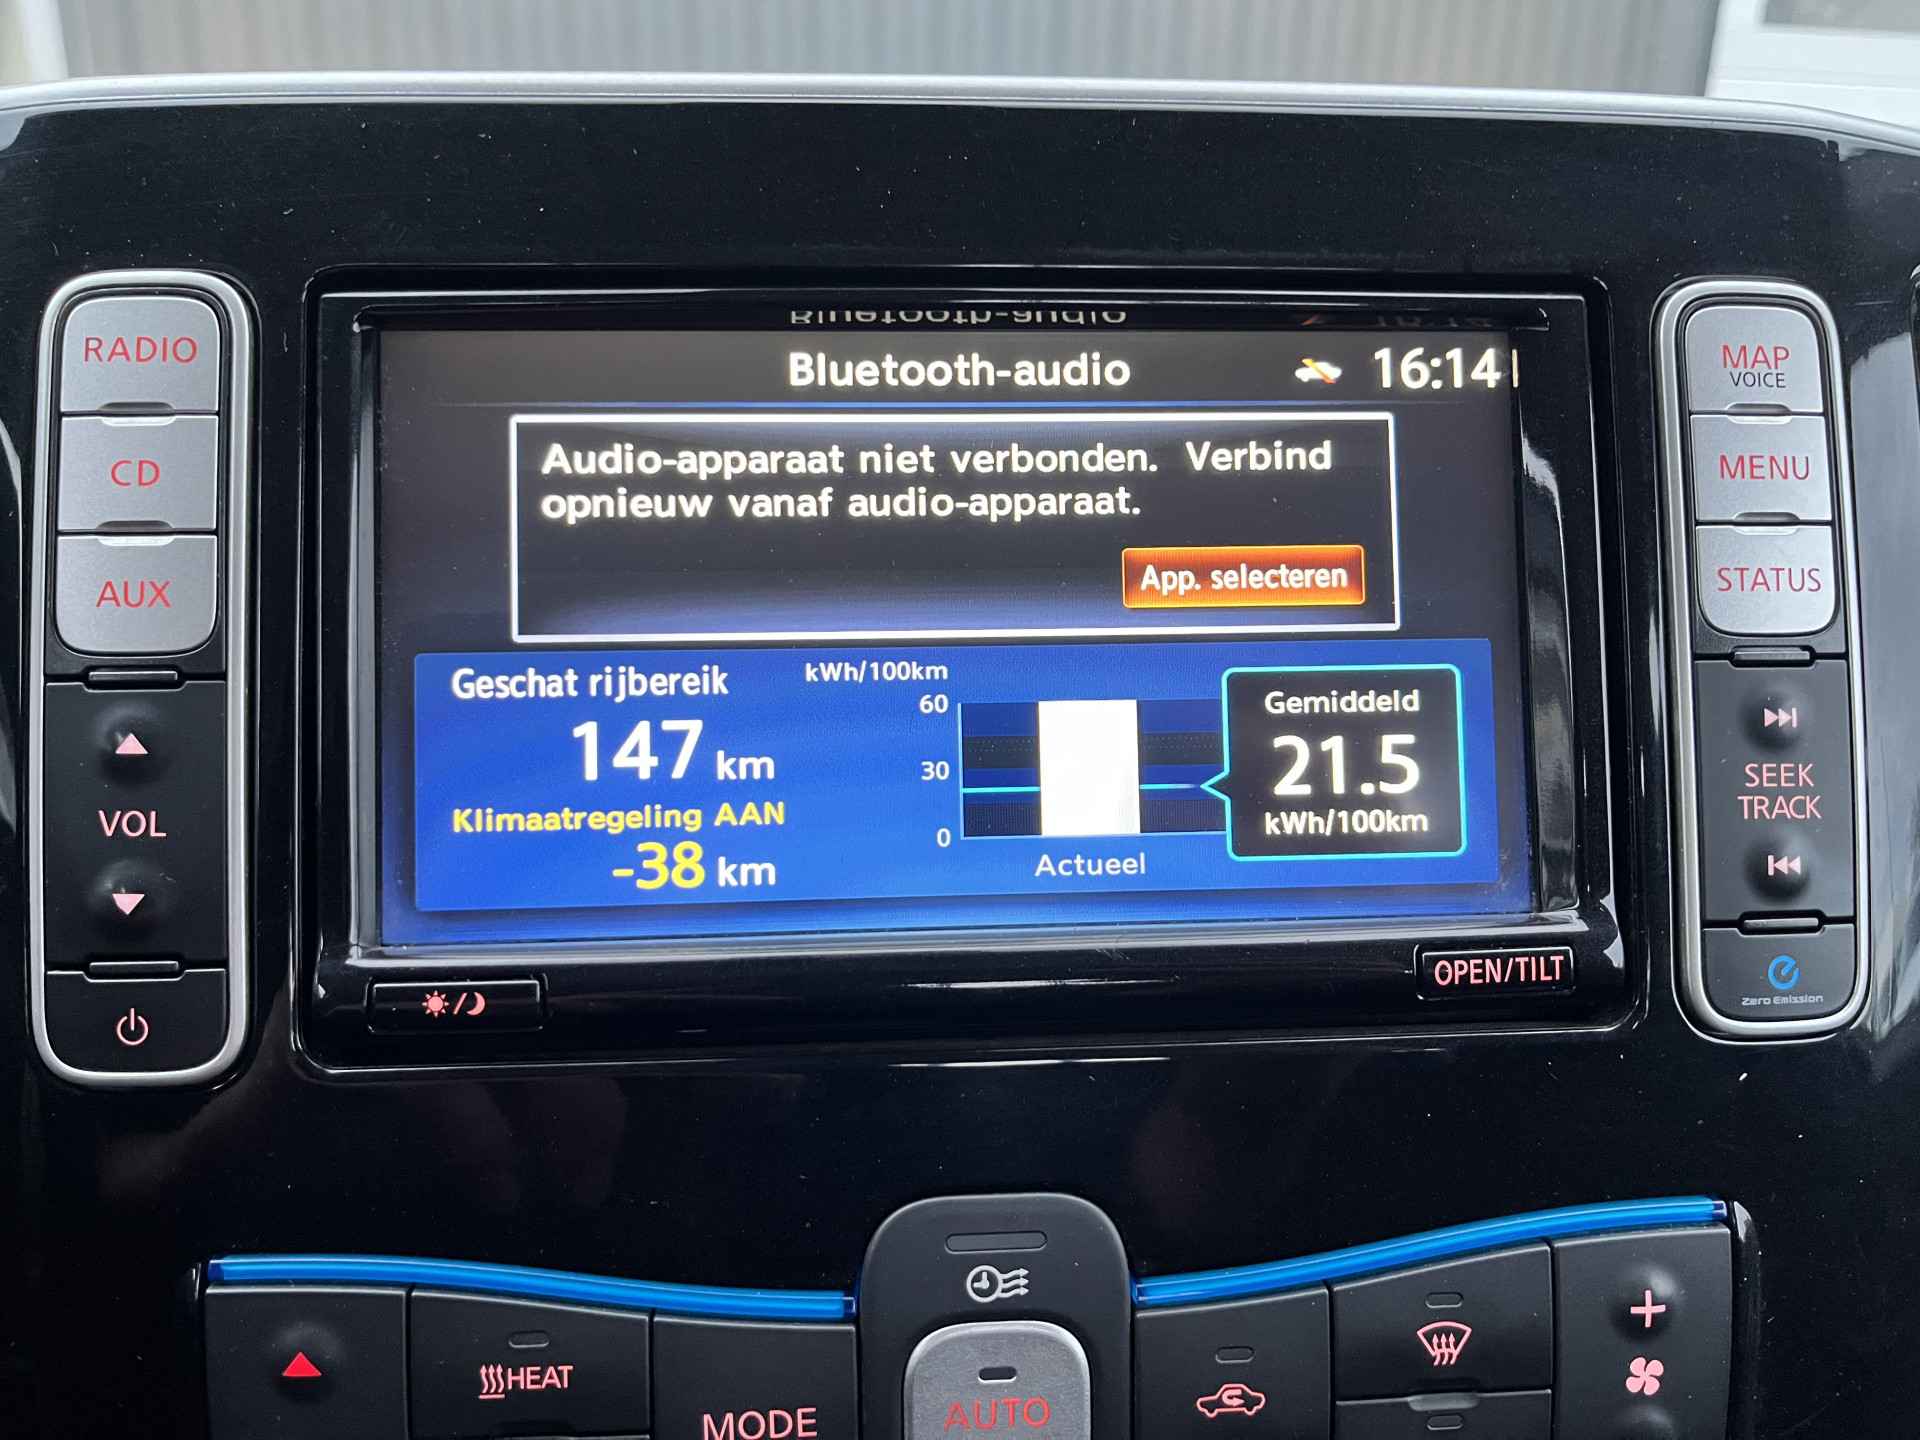 Bluetooth-audio 16:14
Audio-apparaat niet verbonden. Verbind
opnieuw vanaf audio-apparaat.
App. selecteren
Geschat rijbereik
147 km
Klimaatregeling AAN
-38 km
kWh/100km
60
30
0
Actueel
Gemiddeld
21.5
kWh/100km
RADIO
CD
AUX
VOL
MAP
VOICE
MENU
STATUS
SEEK
TRACK
Zero Emission
OPEN/TILT
HEAT
MODE
AUTO